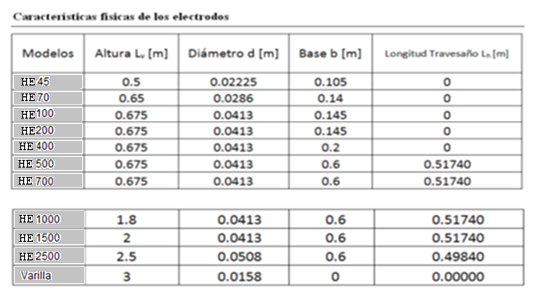 Características físicas de los electrodos
Modelos Altura Lᵥ [m] Diámetro d [m] Base b [m] Longitud Travesaño Lₕ [m]
HE 45 0.5 0.02225 0.105 0
HE 70 0.65 0.0286 0.14 0
HE 100 0.675 0.0413 0.145 0
HE 200 0.675 0.0413 0.145 0
HE 400 0.675 0.0413 0.2 0
HE 500 0.675 0.0413 0.6 0.51740
HE 700 0.675 0.0413 0.6 0.51740
HE 1000 1.8 0.0413 0.6 0.51740
HE 1500 2 0.0413 0.6 0.51740
HE 2500 2.5 0.0508 0.6 0.49840
Varilla 3 0.0158 0 0.00000